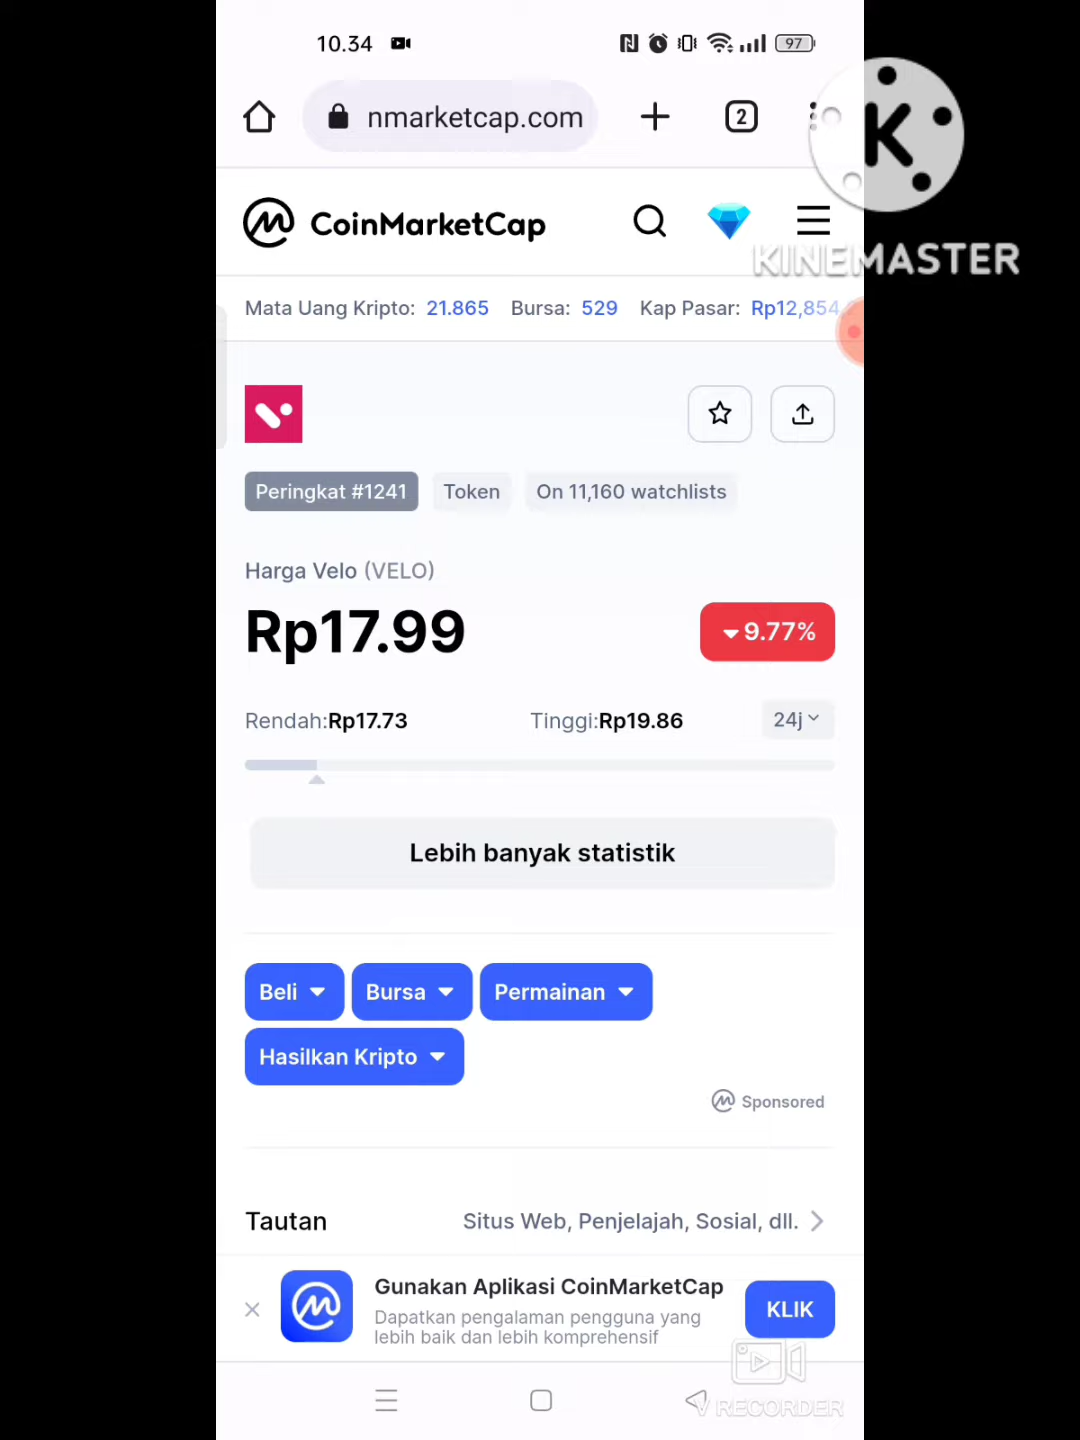 10.34
97
nmarketcap.com
2
K
KINEMASTER
CoinMarketCap
Mata Uang Kripto: 21.865 Bursa: 529 Kap Pasar: Rp12,854
Peringkat #1241 Token On 11,160 watchlists
Harga Velo (VELO)
Rp17.99
9.77%
Rendah:Rp17.73 Tinggi:Rp19.86 24j
Lebih banyak statistik
Beli Bursa Permainan
Hasilkan Kripto
Sponsored
Tautan Situs Web, Penjelajah, Sosial, dll.
Gunakan Aplikasi CoinMarketCap
Dapatkan pengalaman pengguna yang
lebih baik dan lebih komprehensif
KLIK
V RECORDER